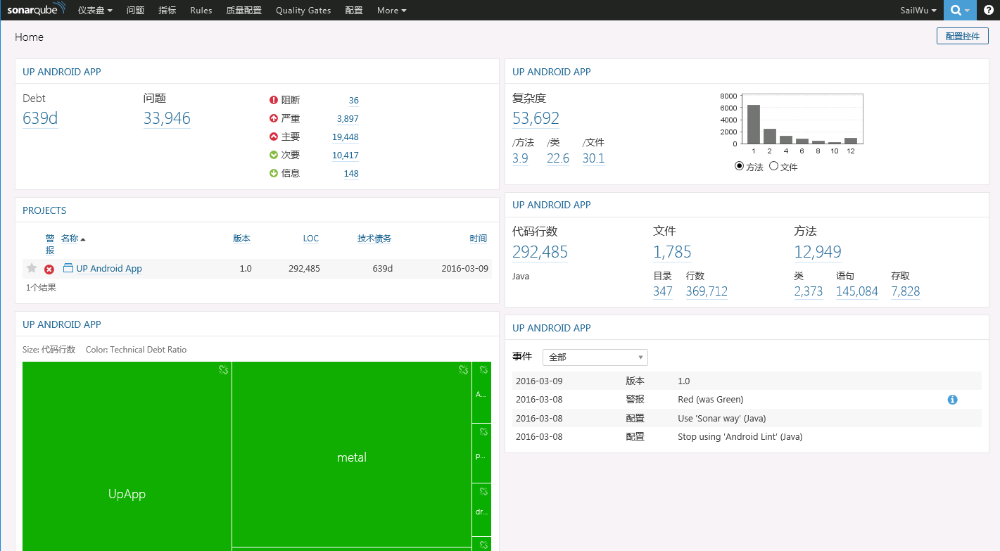 sonarqube 仪表盘 问题 指标 Rules 质量配置 Quality Gates 配置 More SailWu
Home 配置控件
UP ANDROID APP
Debt 问题
639d 33,946
阻断 36
严重 3,897
主要 19,448
次要 10,417
信息 148
PROJECTS
警报 名称 版本 LOC 技术债务 时间
UP Android App 1.0 292,485 639d 2016-03-09
1个结果
UP ANDROID APP
Size: 代码行数 Color: Technical Debt Ratio
UpApp
metal
A...
p...
dr...
UP ANDROID APP
复杂度
53,692
/方法 /类 /文件
3.9 22.6 30.1
8000
6000
4000
2000
0
1 2 4 6 8 10 12
方法 文件
UP ANDROID APP
代码行数 文件 方法
292,485 1,785 12,949
Java 目录 行数 类 语句 存取
347 369,712 2,373 145,084 7,828
UP ANDROID APP
事件 全部
2016-03-09 版本 1.0
2016-03-08 警报 Red (was Green)
2016-03-08 配置 Use 'Sonar way' (Java)
2016-03-08 配置 Stop using 'Android Lint' (Java)